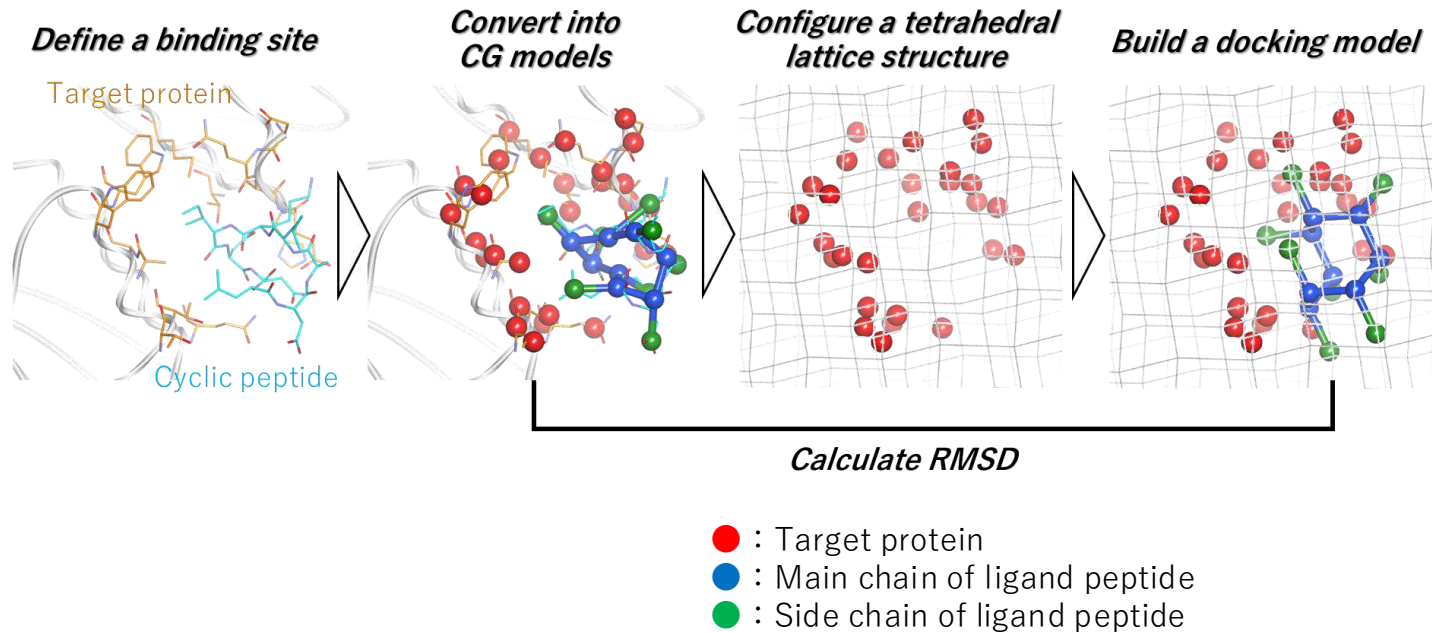 Define a binding site
Convert into
CG models
Configure a tetrahedral
lattice structure
Build a docking model
Target protein
Cyclic peptide
Calculate RMSD
: Target protein
: Main chain of ligand peptide
: Side chain of ligand peptide